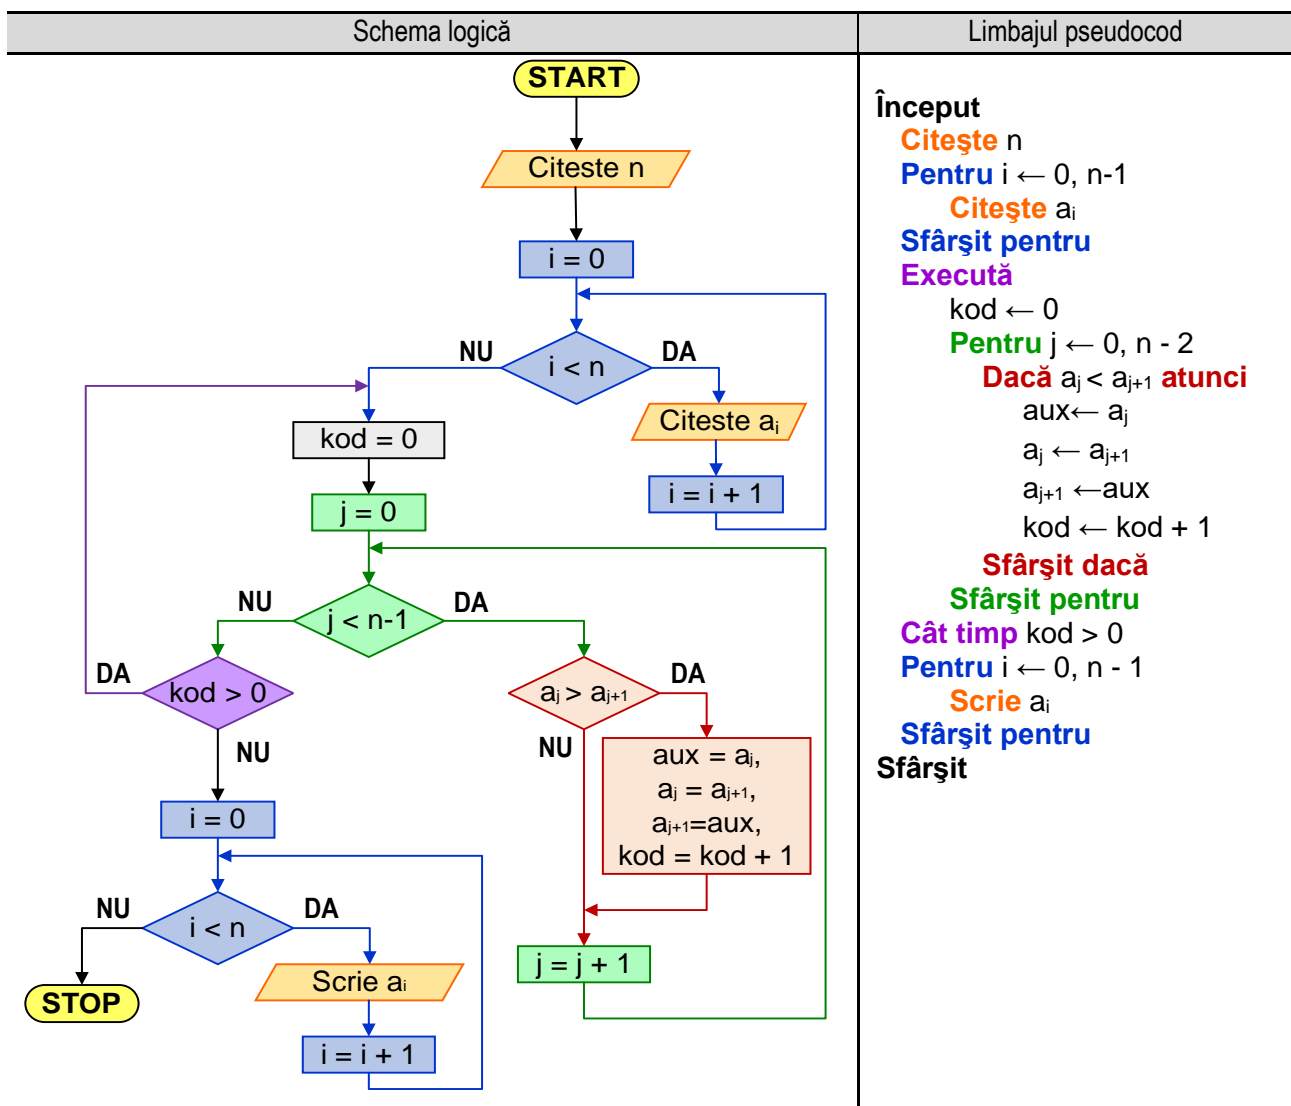 Schema logică
Limbajul pseudocod
START
Citeste n
i = 0
i < n
NU
DA
Citeste aᵢ
i = i + 1
kod = 0
j = 0
j < n-1
NU
DA
kod > 0
DA
NU
aⱼ > aⱼ₊₁
DA
NU
aux = aⱼ,
aⱼ = aⱼ₊₁,
aⱼ₊₁=aux,
kod = kod + 1
j = j + 1
i = 0
i < n
NU
DA
Scrie aᵢ
i = i + 1
STOP
Început
Citeşte n
Pentru i ← 0, n-1
Citeşte aᵢ
Sfârşit pentru
Execută
kod ← 0
Pentru j ← 0, n - 2
Dacă aⱼ < aⱼ₊₁ atunci
aux← aⱼ
aⱼ ← aⱼ₊₁
aⱼ₊₁ ←aux
kod ← kod + 1
Sfârşit dacă
Sfârşit pentru
Cât timp kod > 0
Pentru i ← 0, n - 1
Scrie aᵢ
Sfârşit pentru
Sfârşit